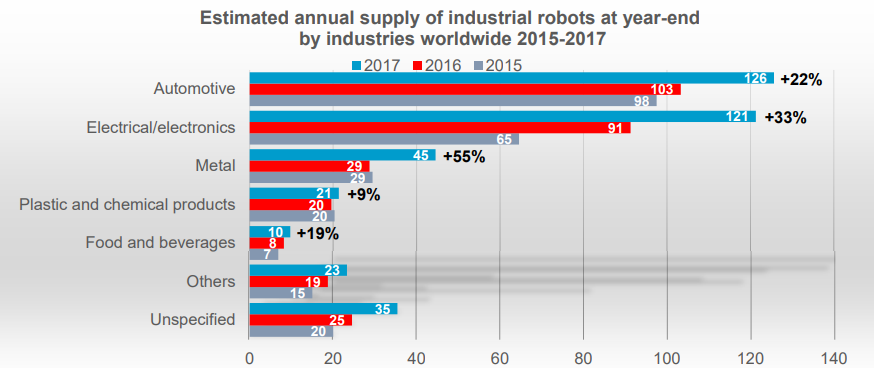 Estimated annual supply of industrial robots at year-end
by industries worldwide 2015-2017
2017 2016 2015
Automotive 126 +22%
103
98
Electrical/electronics 121 +33%
91
65
Metal 45 +55%
29
29
Plastic and chemical products 21 +9%
20
20
Food and beverages 10 +19%
8
7
Others 23
19
15
Unspecified 35
25
20
0 20 40 60 80 100 120 140